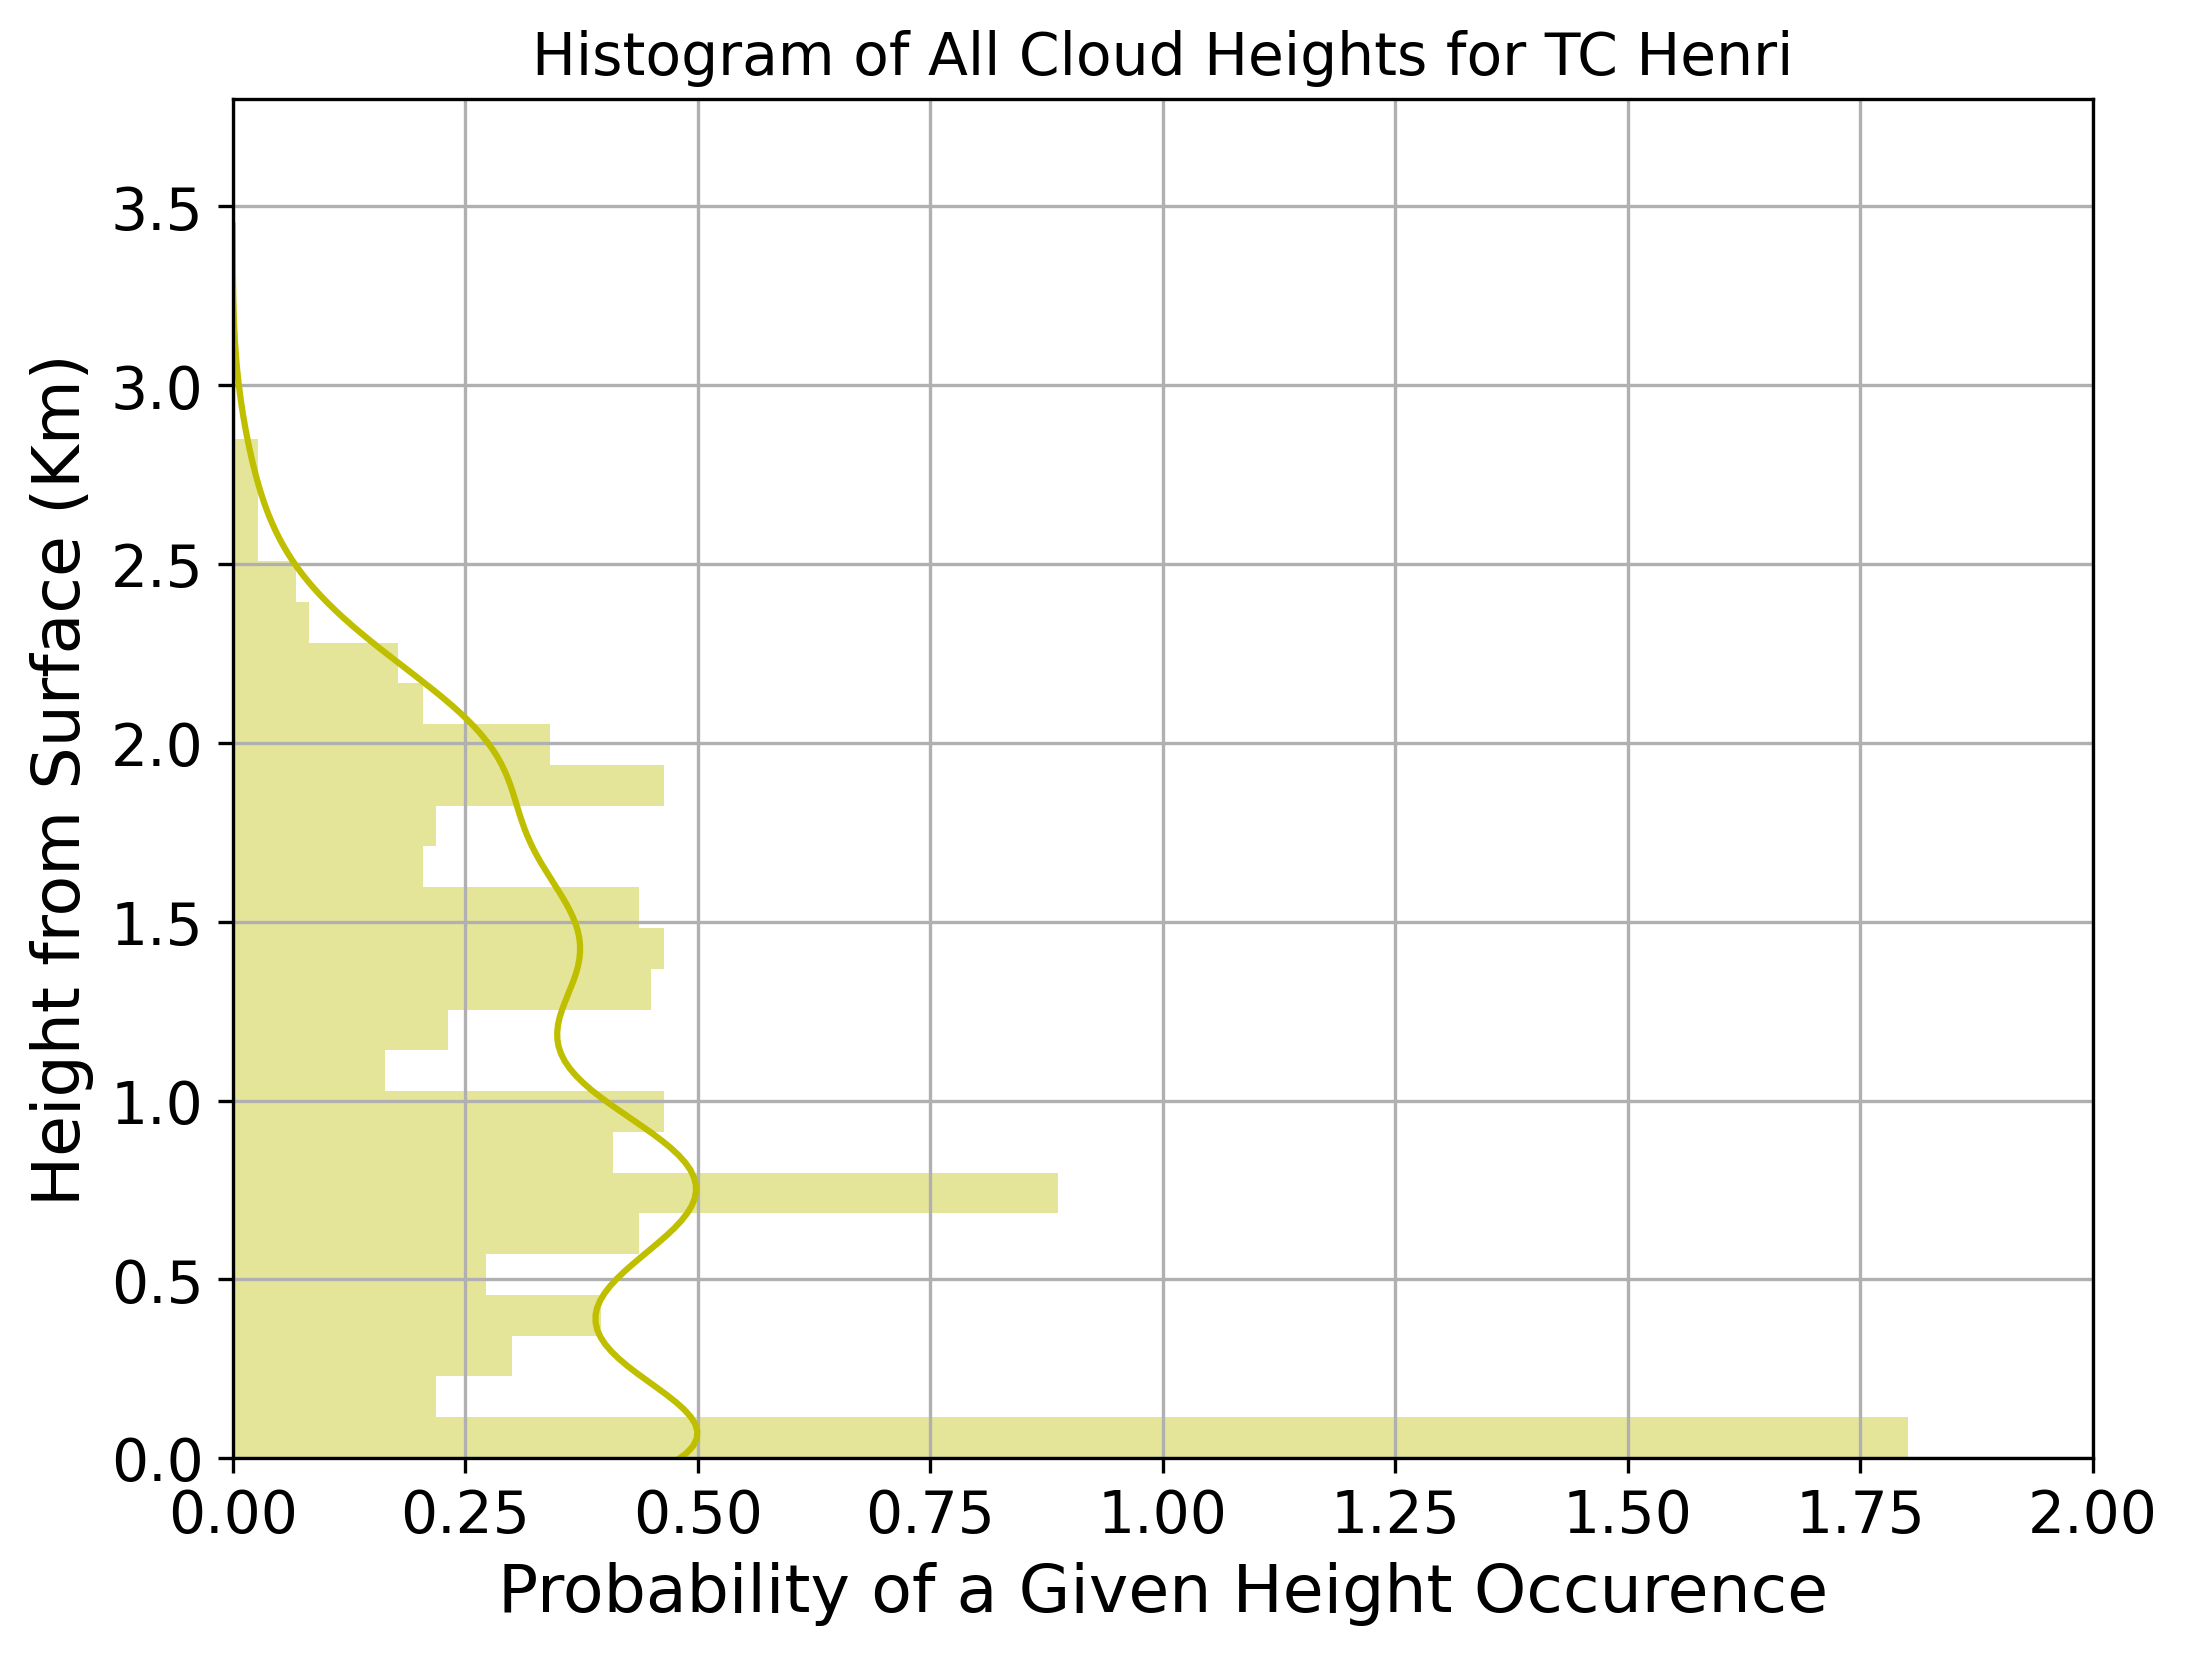 Histogram of All Cloud Heights for TC Henri
Height from Surface (Km)
3.5
3.0
2.5
2.0
1.5
1.0
0.5
0.0
0.00 0.25 0.50 0.75 1.00 1.25 1.50 1.75 2.00
Probability of a Given Height Occurence